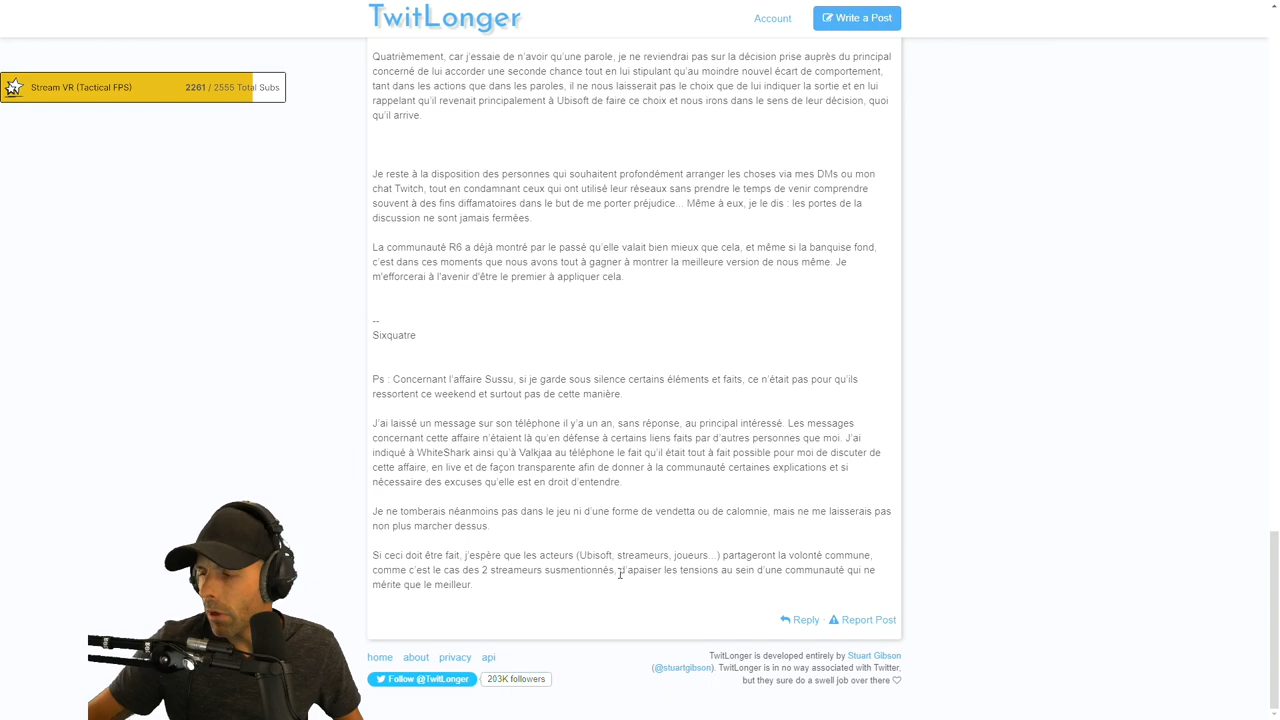 TwitLonger
Account
Write a Post
Stream VR (Tactical FPS) 2261 / 2555 Total Subs
Quatrièmement, car j'essaie de n'avoir qu'une parole, je ne reviendrai pas sur la décision prise auprès du principal
concerné de lui accorder une seconde chance tout en lui stipulant qu'au moindre nouvel écart de comportement,
tant dans les actions que dans les paroles, il ne nous laisserait pas le choix que de lui indiquer la sortie et en lui
rappelant qu'il revenait principalement à Ubisoft de faire ce choix et nous irons dans le sens de leur décision, quoi
qu'il arrive.
Je reste à la disposition des personnes qui souhaitent profondément arranger les choses via mes DMs ou mon
chat Twitch, tout en condamnant ceux qui ont utilisé leur réseaux sans prendre le temps de venir comprendre
souvent à des fins diffamatoires dans le but de me porter préjudice... Même à eux, je le dis : les portes de la
discussion ne sont jamais fermées.
La communauté R6 a déjà montré par le passé qu'elle valait bien mieux que cela, et même si la banquise fond,
c'est dans ces moments que nous avons tout à gagner à montrer la meilleure version de nous même. Je
m'efforcerai à l'avenir d'être le premier à appliquer cela.
--
Sixquatre
Ps : Concernant l'affaire Sussu, si je garde sous silence certains éléments et faits, ce n'était pas pour qu'ils
ressortent ce weekend et surtout pas de cette manière.
J'ai laissé un message sur son téléphone il y'a un an, sans réponse, au principal intéressé. Les messages
concernant cette affaire n'étaient là qu'en défense à certains liens faits par d'autres personnes que moi. J'ai
indiqué à WhiteShark ainsi qu'à Valkjaa au téléphone le fait qu'il était tout à fait possible pour moi de discuter de
cette affaire, en live et de façon transparente afin de donner à la communauté certaines explications et si
nécessaire des excuses qu'elle est en droit d'entendre.
Je ne tomberais néanmoins pas dans le jeu ni d'une forme de vendetta ou de calomnie, mais ne me laisserais pas
non plus marcher dessus.
Si ceci doit être fait, j'espère que les acteurs (Ubisoft, streameurs, joueurs...) partageront la volonté commune,
comme c'est le cas des 2 streameurs susmentionnés, d'apaiser les tensions au sein d'une communauté qui ne
mérite que le meilleur.
Reply · Report Post
home about privacy api
Follow @TwitLonger 203K followers
TwitLonger is developed entirely by Stuart Gibson
(@stuartgibson). TwitLonger is in no way associated with Twitter,
but they sure do a swell job over there